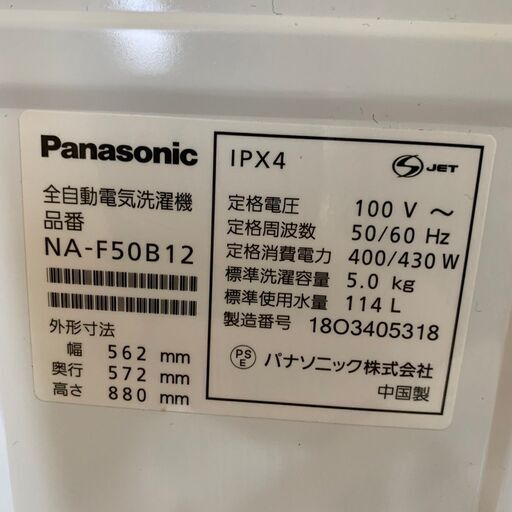 Panasonic
全自動電気洗濯機
品番
NA-F50B12
外形寸法
幅 562 mm
奥行 572 mm
高さ 880 mm
IPX4
S JET
定格電圧 100 V ～
定格周波数 50/60 Hz
定格消費電力 400/430 W
標準洗濯容量 5.0 kg
標準使用水量 114 L
製造番号 18O3405318
PS E パナソニック株式会社
中国製